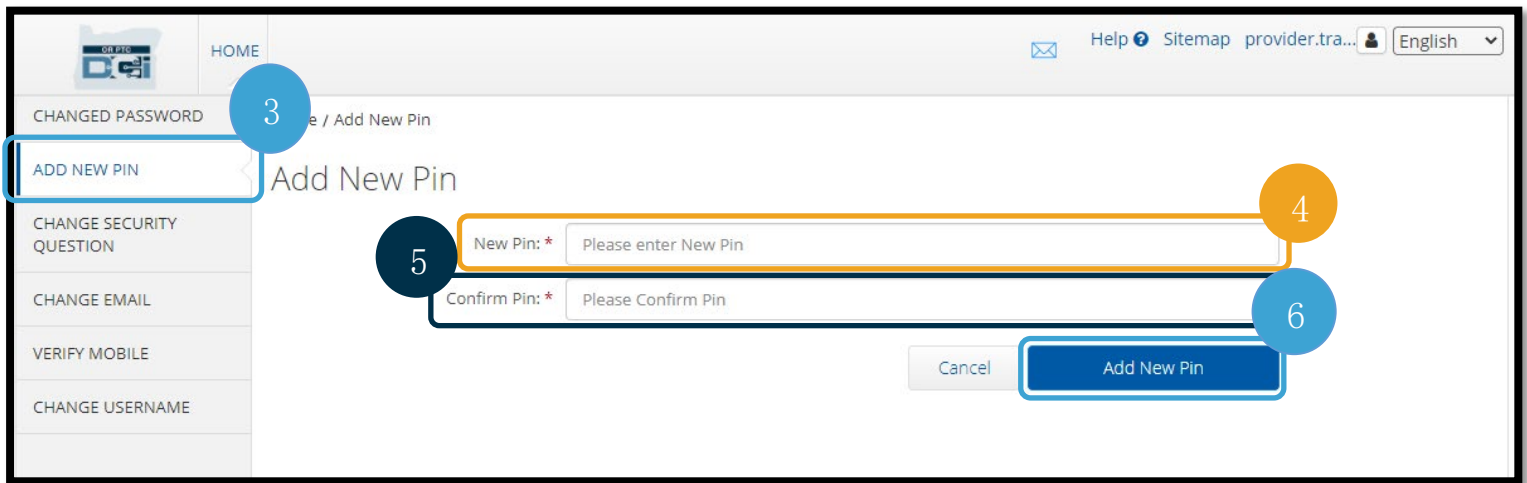 OR PTC
DCi
HOME
Help ? Sitemap provider.tra... English
CHANGED PASSWORD
3
e / Add New Pin
ADD NEW PIN
Add New Pin
4
CHANGE SECURITY
QUESTION
New Pin: * Please enter New Pin
5
CHANGE EMAIL
Confirm Pin: * Please Confirm Pin
6
VERIFY MOBILE
Cancel Add New Pin
CHANGE USERNAME